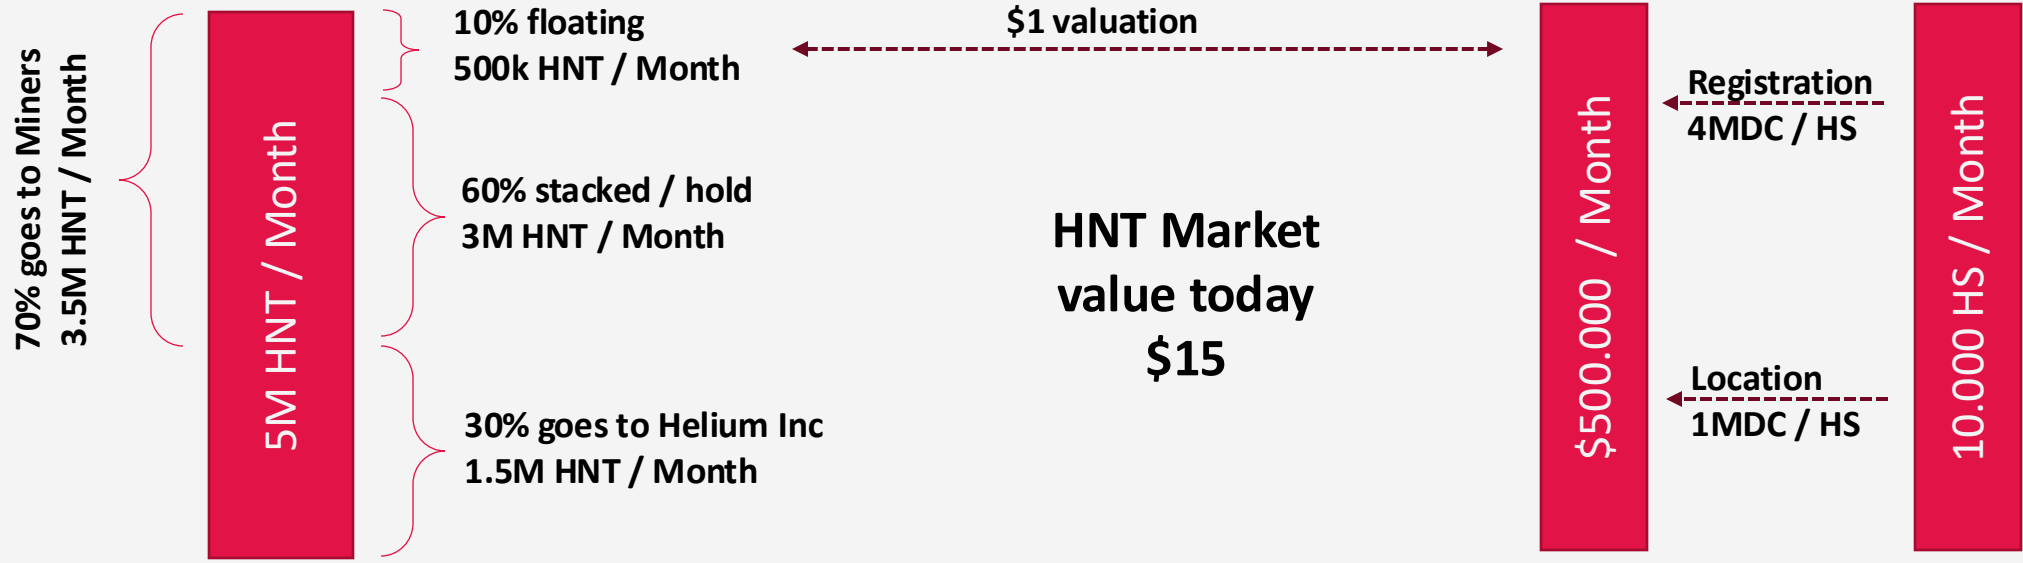 70% goes to Miners
3.5M HNT / Month
5M HNT / Month
10% floating
500k HNT / Month
60% stacked / hold
3M HNT / Month
30% goes to Helium Inc
1.5M HNT / Month
$1 valuation
HNT Market
value today
$15
$500.000 / Month
Registration
4MDC / HS
Location
1MDC / HS
10.000 HS / Month